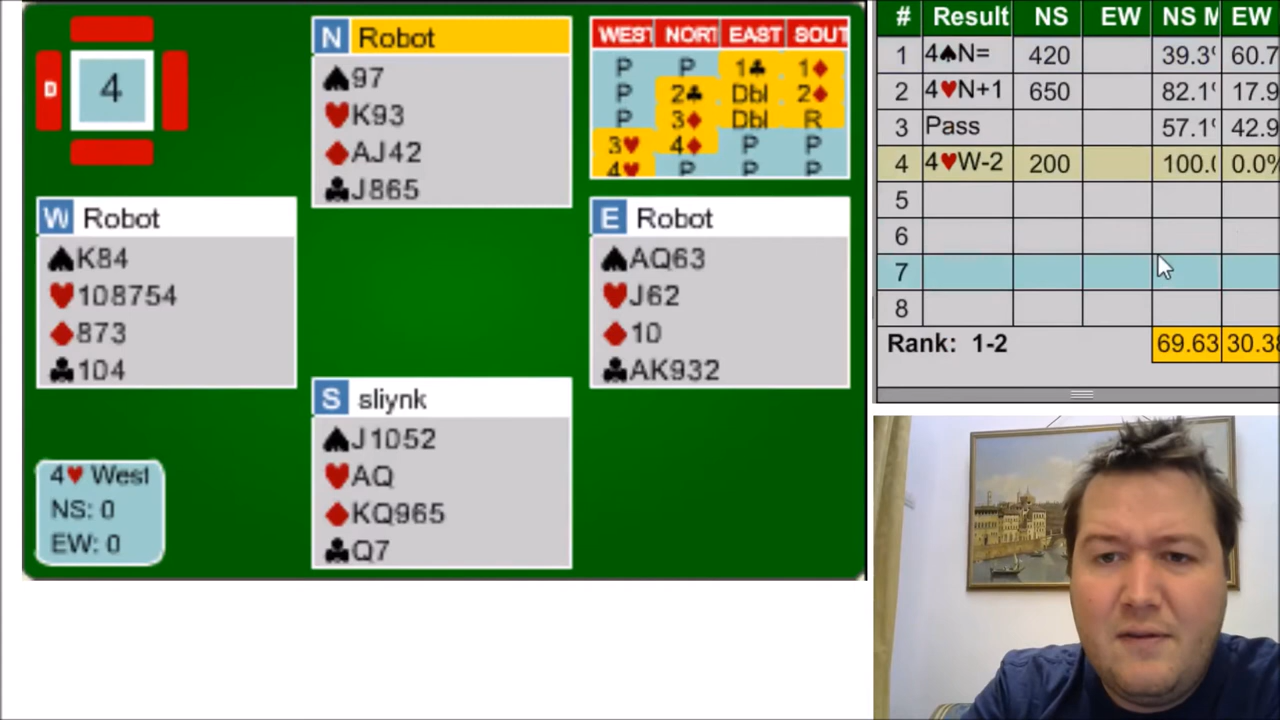 D
4
N Robot
♠97
♥K93
♦AJ42
♣J865
WEST NORT EAST SOUT
P P 1♣ 1♦
P 2♣ Dbl 2♦
P 3♦ Dbl R
3♥ 4♦ P P
4♥ P P P
W Robot
♠K84
♥108754
♦873
♣104
E Robot
♠AQ63
♥J62
♦10
♣AK932
S sliynk
♠J1052
♥AQ
♦KQ965
♣Q7
4♥ West
NS: 0
EW: 0
# Result NS EW NS M EW
1 4♠N= 420 39.3% 60.7
2 4♥N+1 650 82.1% 17.9
3 Pass 57.1% 42.9
4 4♥W-2 200 100.0 0.0%
5
6
7
8
Rank: 1-2 69.63 30.38